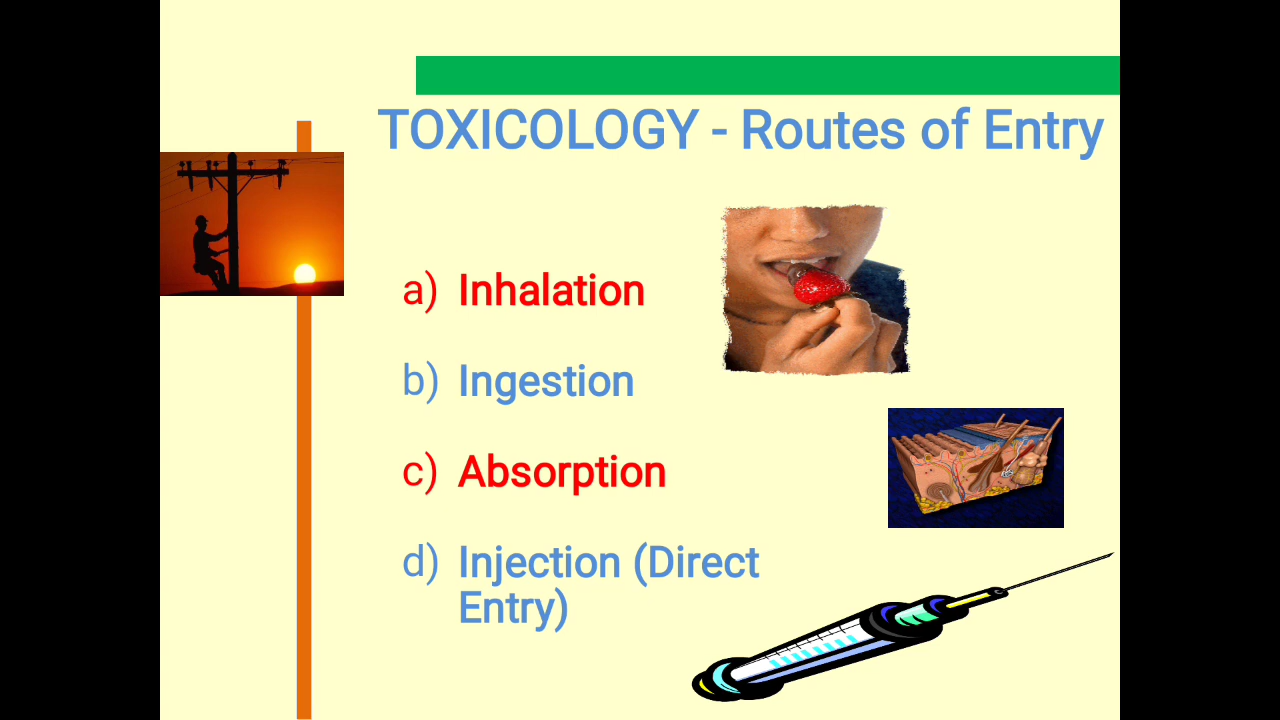 TOXICOLOGY - Routes of Entry
a) Inhalation
b) Ingestion
c) Absorption
d) Injection (Direct
Entry)